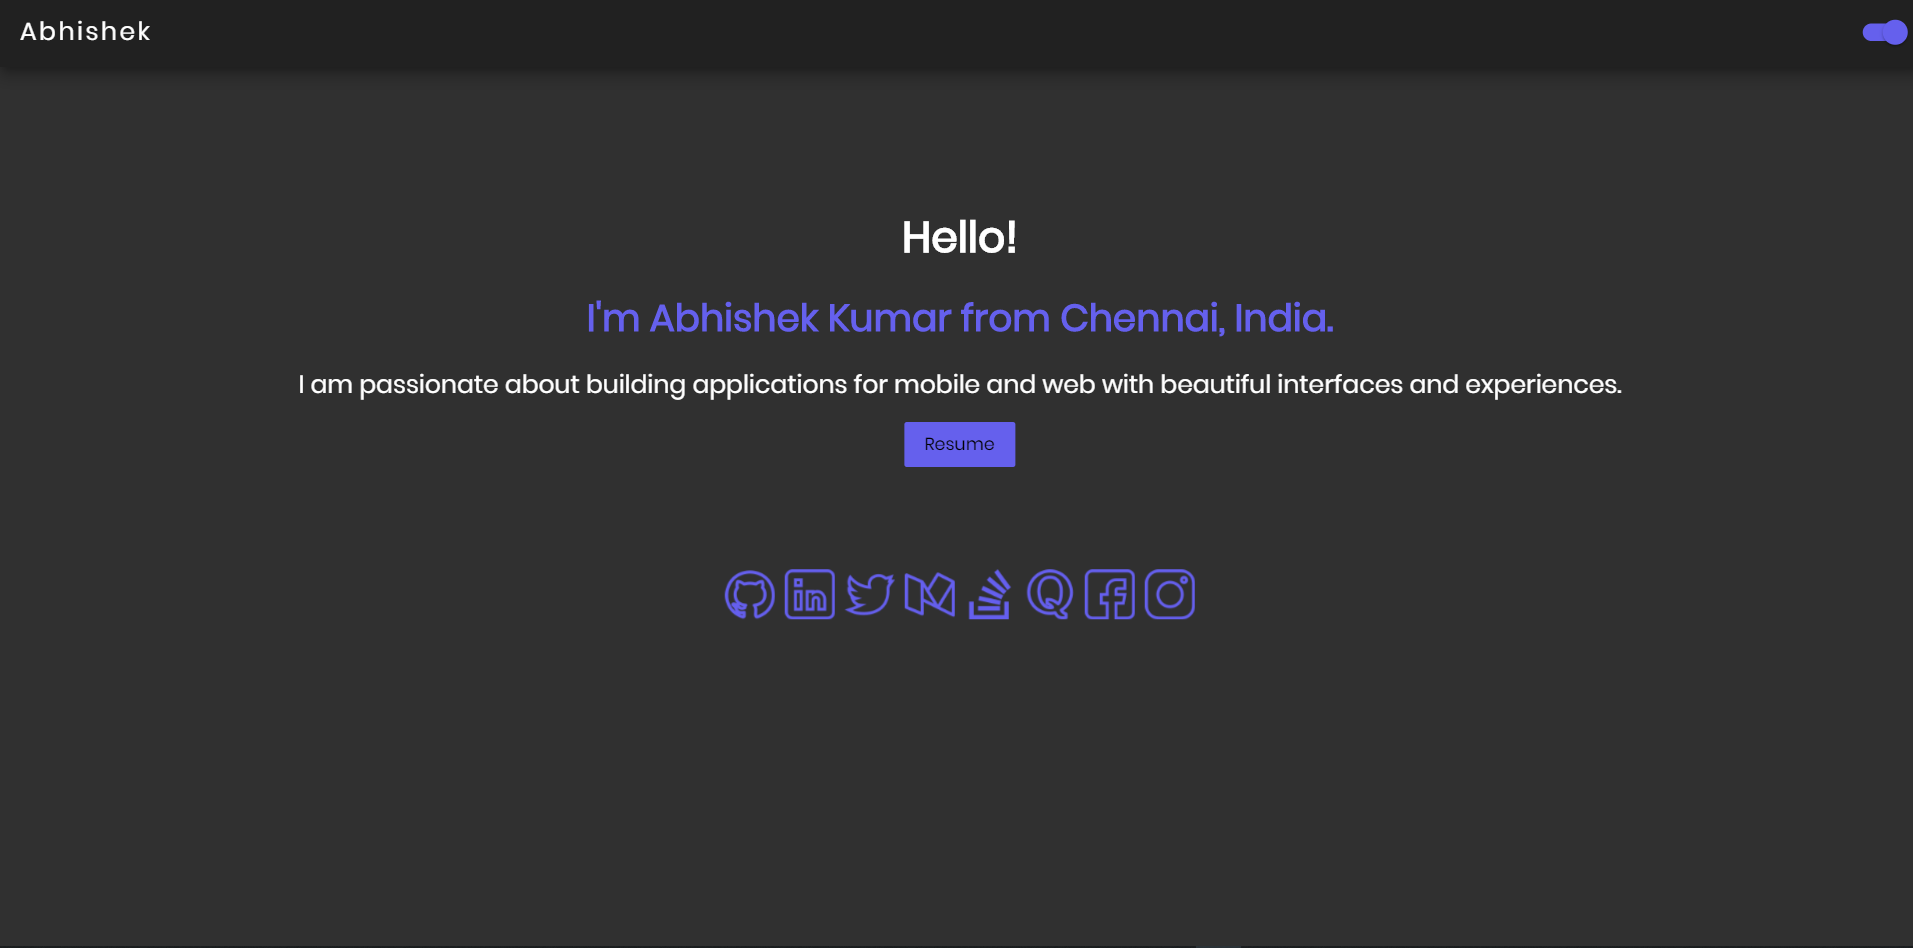 Abhishek
Hello!
I'm Abhishek Kumar from Chennai, India.
I am passionate about building applications for mobile and web with beautiful interfaces and experiences.
Resume